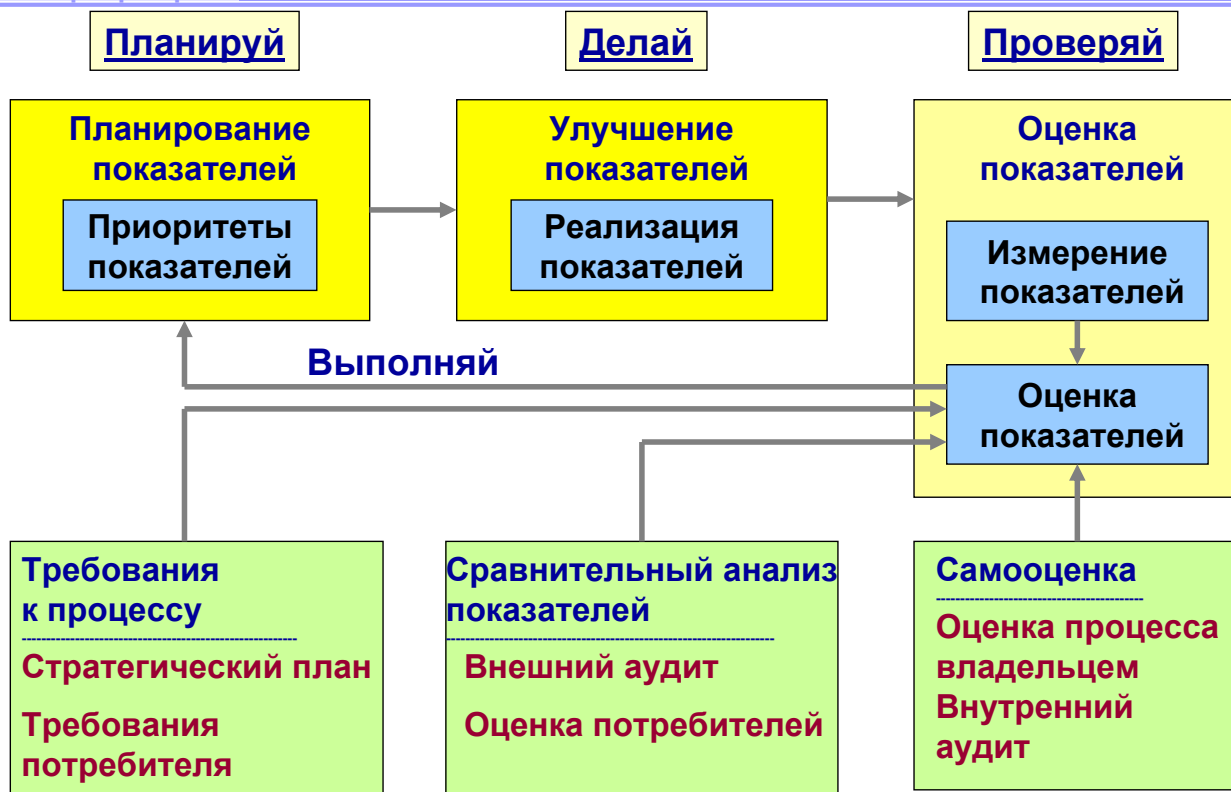 Планируй
Делай
Проверяй
Планирование
показателей
Приоритеты
показателей
Улучшение
показателей
Реализация
показателей
Оценка
показателей
Измерение
показателей
Выполняй
Оценка
показателей
Требования
к процессу
Стратегический план
Требования
потребителя
Сравнительный анализ
показателей
Внешний аудит
Оценка потребителей
Самооценка
Оценка процесса
владельцем
Внутренний
аудит